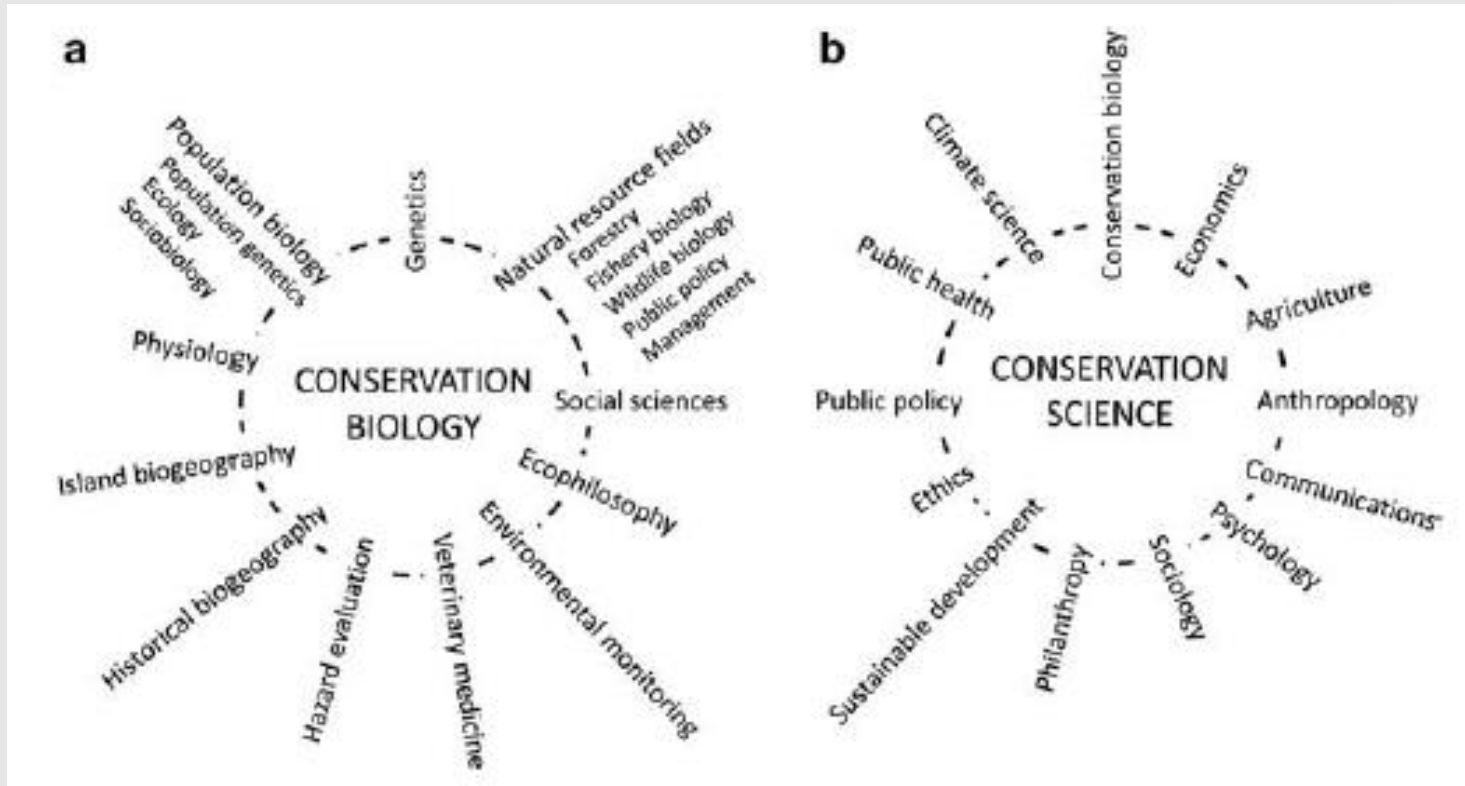 a
Population biology
Population genetics
Ecology
Sociobiology
Genetics
Natural resource fields
Forestry
Fishery biology
Wildlife biology
Public policy
Management
Physiology
CONSERVATION
BIOLOGY
Social sciences
Island biogeography
Ecophilosophy
Historical biogeography
Hazard evaluation
Veterinary medicine
Environmental monitoring
b
Conservation biology
Climate science
Economics
Public health
Agriculture
CONSERVATION
SCIENCE
Public policy
Anthropology
Ethics
Communications
Sustainable development
Philanthropy
Sociology
Psychology